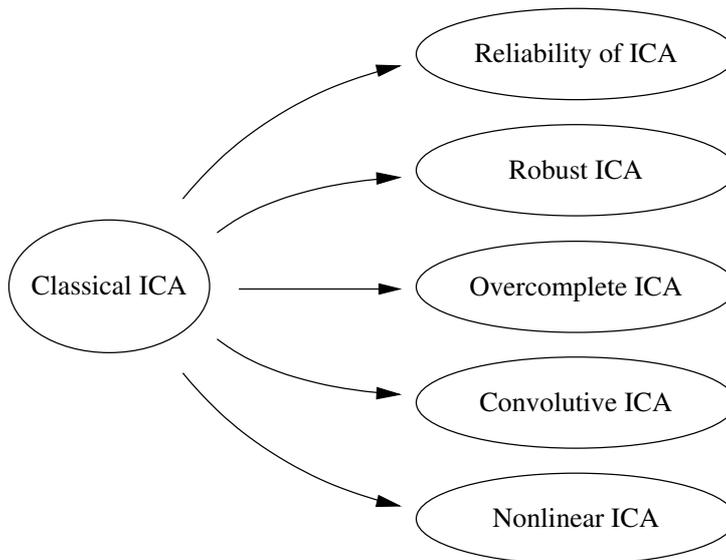 Reliability of ICA
Robust ICA
Classical ICA
Overcomplete ICA
Convolutive ICA
Nonlinear ICA